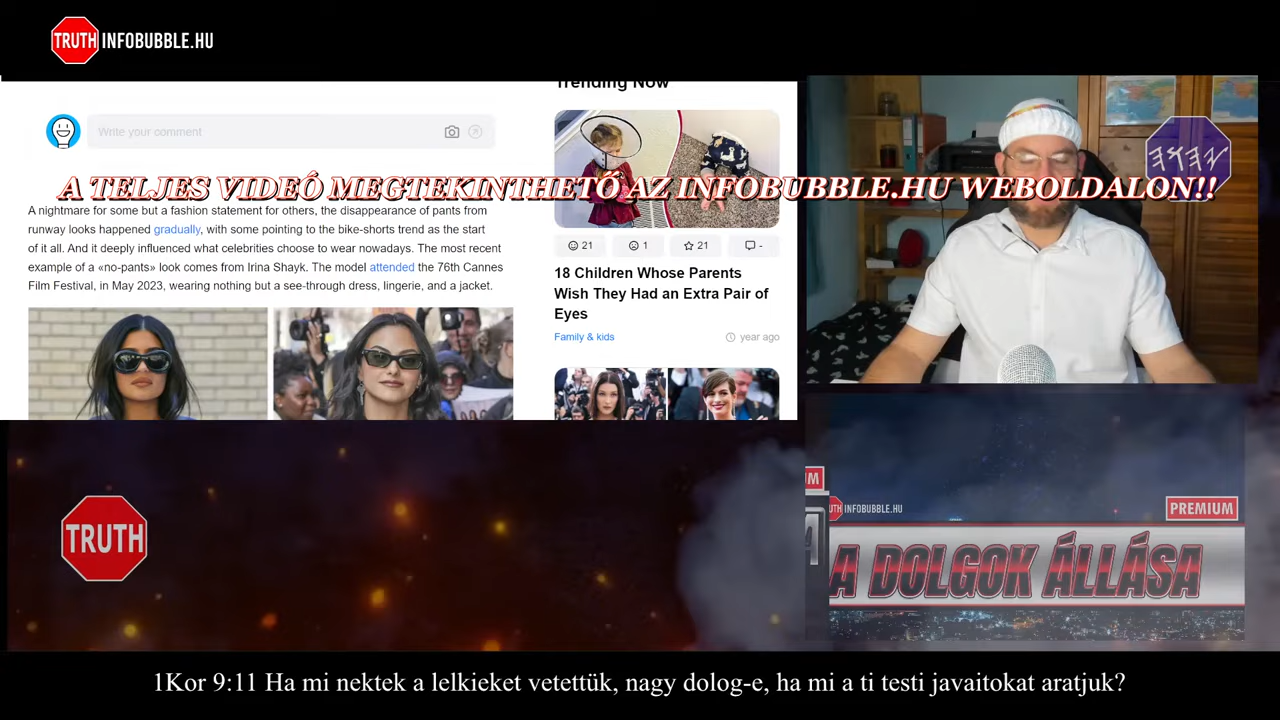 TRUTH INFOBUBBLE.HU
Trending Now
Write your comment
A TELJES VIDEÓ MEGTEKINTHETŐ AZ INFOBUBBLE.HU WEBOLDALON!!
A nightmare for some but a fashion statement for others, the disappearance of pants from
runway looks happened gradually, with some pointing to the bike-shorts trend as the start
of it all. And it deeply influenced what celebrities choose to wear nowadays. The most recent
example of a «no-pants» look comes from Irina Shayk. The model attended the 76th Cannes
Film Festival, in May 2023, wearing nothing but a see-through dress, lingerie, and a jacket.
21 1 21 -
18 Children Whose Parents
Wish They Had an Extra Pair of
Eyes
Family & kids year ago
𐤉𐤄𐤅𐤄
TRUTH
INFOBUBBLE.HU
PREMIUM
A DOLGOK ÁLLÁSA
1Kor 9:11 Ha mi nektek a lelkieket vetettük, nagy dolog-e, ha mi a ti testi javaitokat aratjuk?